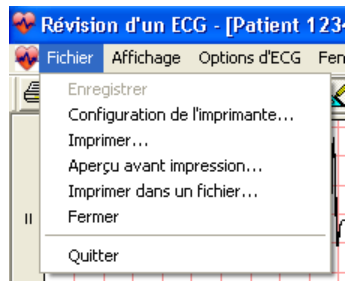 Révision d'un ECG - [Patient 1234
Fichier Affichage Options d'ECG Fen
Enregistrer
Configuration de l'imprimante...
Imprimer...
Aperçu avant impression...
Imprimer dans un fichier...
II
Fermer
Quitter